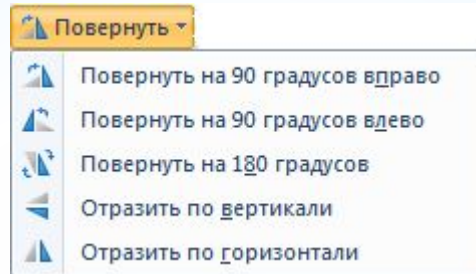 Повернуть
Повернуть на 90 градусов вправо
Повернуть на 90 градусов влево
Повернуть на 180 градусов
Отразить по вертикали
Отразить по горизонтали